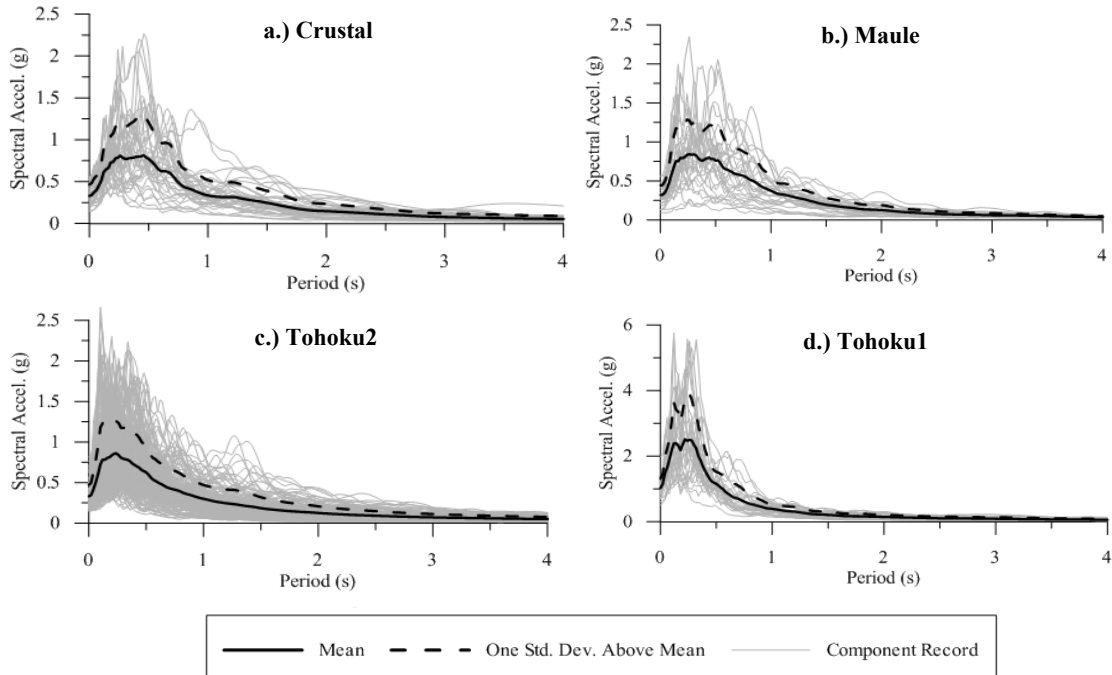 a.) Crustal
2.5
2
1.5
1
0.5
0
Spectral Accel. (g)
0 1 2 3 4
Period (s)
b.) Maule
2.5
2
1.5
1
0.5
0
Spectral Accel. (g)
0 1 2 3 4
Period (s)
c.) Tohoku2
2.5
2
1.5
1
0.5
0
Spectral Accel. (g)
0 1 2 3 4
Period (s)
d.) Tohoku1
6
4
2
0
Spectral Accel. (g)
0 1 2 3 4
Period (s)
Mean One Std. Dev. Above Mean Component Record